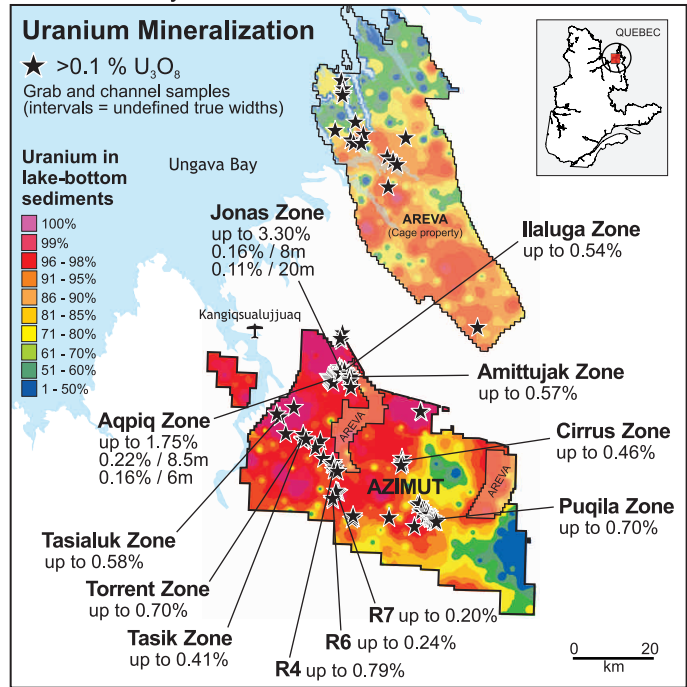 Uranium Mineralization
>0.1 % U₃O₈
Grab and channel samples
(intervals = undefined true widths)
QUEBEC
Uranium in
lake-bottom
sediments
100%
99%
96 - 98%
91 - 95%
86 - 90%
81 - 85%
71 - 80%
61 - 70%
51 - 60%
1 - 50%
Ungava Bay
Jonas Zone
up to 3.30%
0.16% / 8m
0.11% / 20m
AREVA
(Cage property)
Ilaluga Zone
up to 0.54%
Kangiqsualujjuaq
Amittujak Zone
up to 0.57%
Aqpiq Zone
up to 1.75%
0.22% / 8.5m
0.16% / 6m
AREVA
Cirrus Zone
up to 0.46%
AZIMUT
AREVA
Puqila Zone
up to 0.70%
Tasialuk Zone
up to 0.58%
Torrent Zone
up to 0.70%
Tasik Zone
up to 0.41%
R7 up to 0.20%
R6 up to 0.24%
R4 up to 0.79%
0 20
km